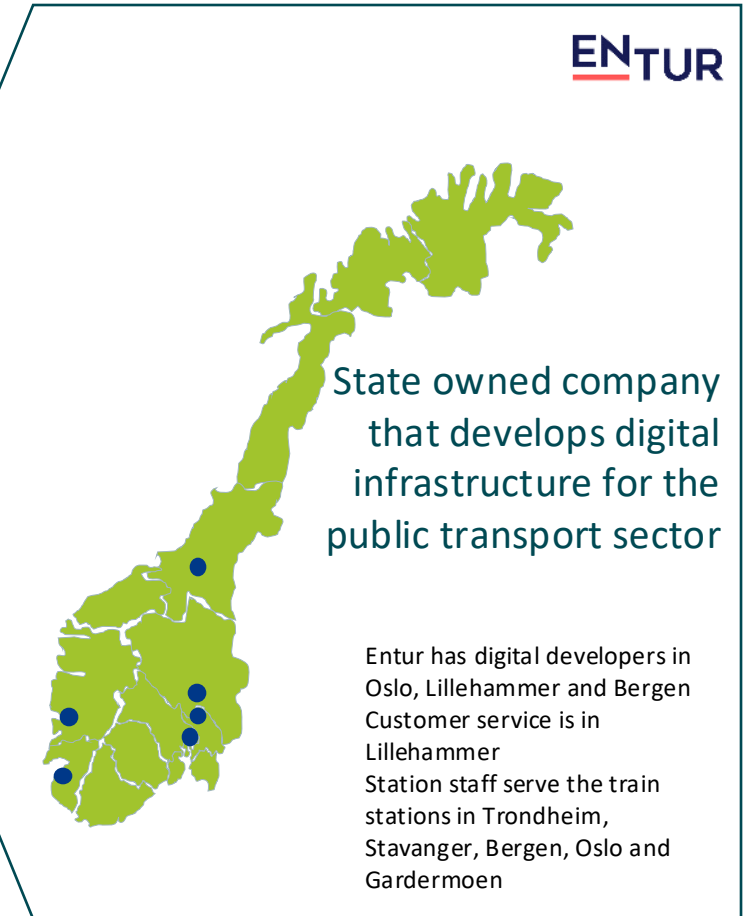 ENTUR
State owned company
that develops digital
infrastructure for the
public transport sector
Entur has digital developers in
Oslo, Lillehammer and Bergen
Customer service is in
Lillehammer
Station staff serve the train
stations in Trondheim,
Stavanger, Bergen, Oslo and
Gardermoen